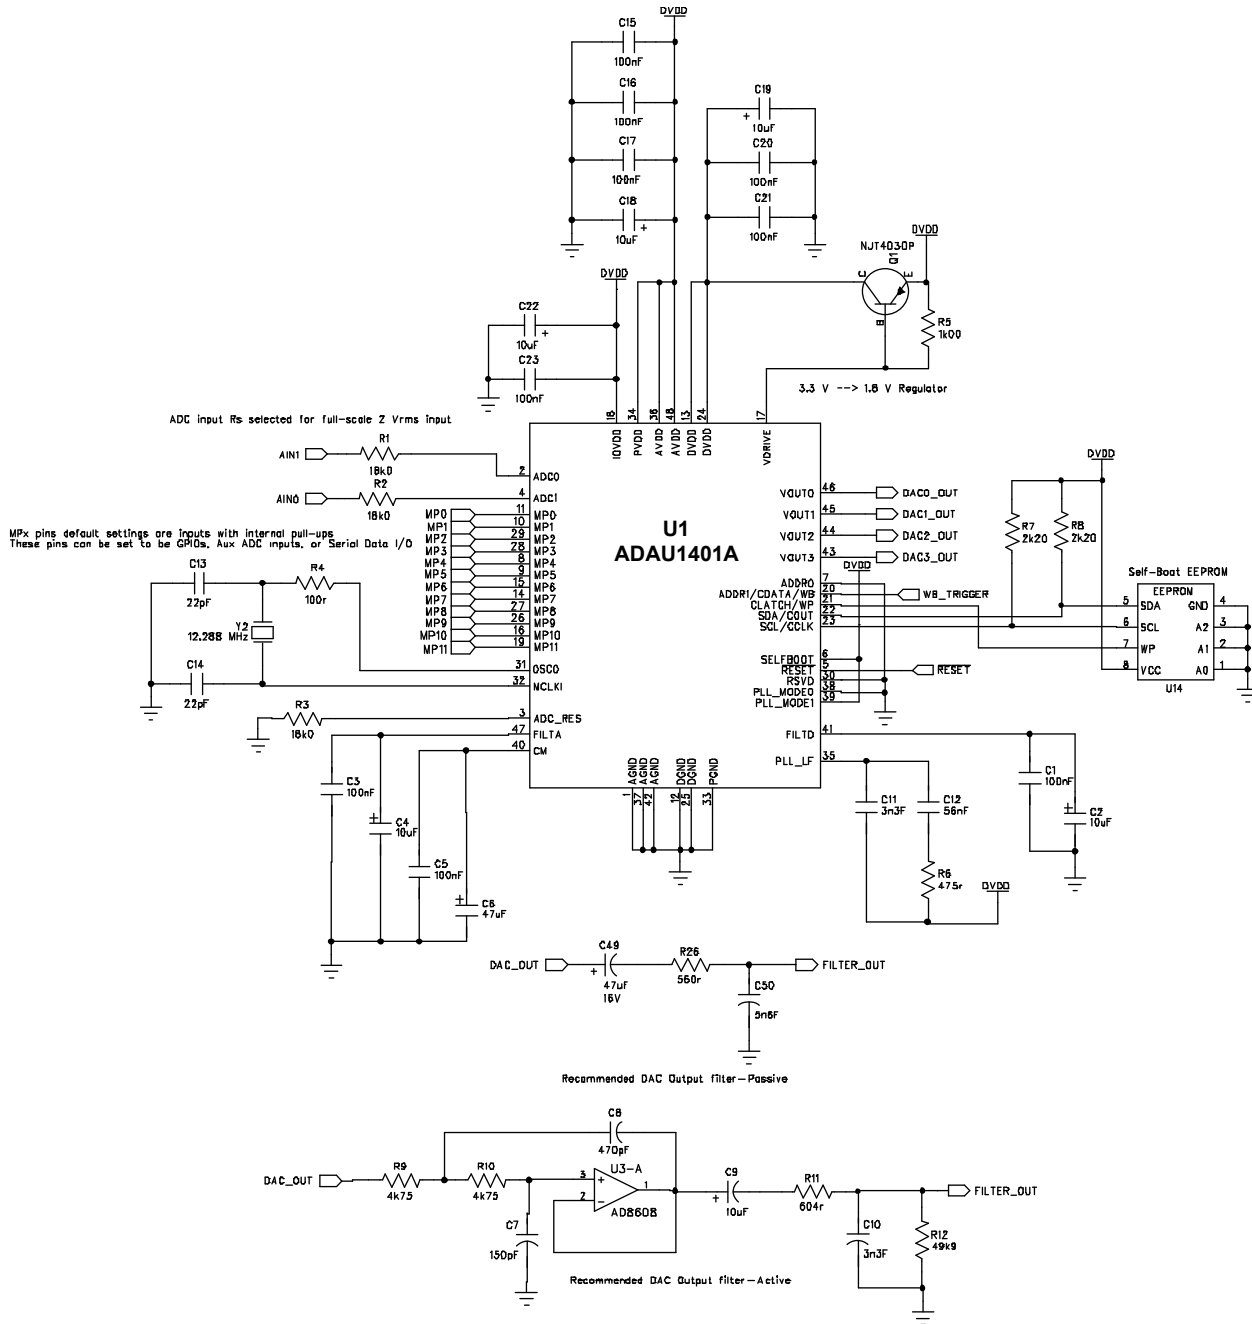 DVDD
C15
100nF
C16
100nF
C17
100nF
C18
+
10uF
C19
+
10uF
C20
100nF
C21
100nF
DVDD
C22
+
10uF
C23
100nF
NJT4030P
Q1
C
E
B
DVDD
R5
1k00
3.3 V --> 1.8 V Regulator
ADC input Rs selected for full-scale 2 Vrms input
AIN1
R1
18k0
AIN0
R2
18k0
MPx pins default settings are inputs with internal pull-ups
These pins can be set to be GPIOs, Aux ADC inputs, or Serial Data I/O
MP0
MP1
MP2
MP3
MP4
MP5
MP6
MP7
MP8
MP9
MP10
MP11
C13
22pF
R4
100r
Y2
12.288 MHz
C14
22pF
R3
18k0
C3
100nF
C4
+
10uF
C5
100nF
C6
+
47uF
U1
ADAU1401A
18 IOVDD
34 PVDD
36 AVDD
48 AVDD
13 DVDD
24 DVDD
17 VDRIVE
2 ADC0
4 ADC1
11 MP0
10 MP1
29 MP2
28 MP3
8 MP4
9 MP5
15 MP6
14 MP7
27 MP8
26 MP9
16 MP10
19 MP11
31 OSCO
32 MCLKI
3 ADC_RES
47 FILTA
40 CM
AGND 1
AGND 37
AGND 42
DGND 12
DGND 25
PGND 33
VOUT0 46
VOUT1 45
VOUT2 44
VOUT3 43
ADDR0 7
ADDR1/CDATA/WB 20
CLATCH/WP 21
SDA/COUT 22
SCL/CCLK 23
SELFBOOT 6
RESET 5
RSVD 30
PLL_MODE0 38
PLL_MODE1 39
FILTD 41
PLL_LF 35
DAC0_OUT
DAC1_OUT
DAC2_OUT
DAC3_OUT
DVDD
WB_TRIGGER
RESET
DVDD
R7
2k20
R8
2k20
Self-Boot EEPROM
EEPROM
5 SDA
6 SCL
7 WP
8 VCC
GND 4
A2 3
A1 2
A0 1
U14
C11
3n3F
C12
56nF
R6
475r
DVDD
C1
100nF
C2
+
10uF
DAC_OUT
C49
+
47uF
16V
R26
560r
C50
5n6F
FILTER_OUT
Recommended DAC Output filter-Passive
DAC_OUT
R9
4k75
R10
4k75
C8
470pF
C7
150pF
U3-A
3 +
2 -
1
AD8608
C9
+
10uF
R11
604r
C10
3n3F
R12
49k9
FILTER_OUT
Recommended DAC Output filter-Active